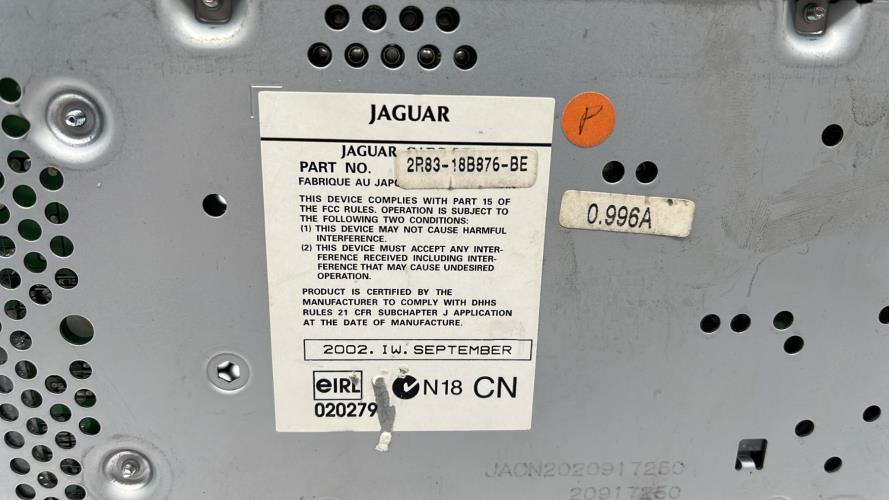 JAGUAR
JAGUAR
PART NO. 2R83-18B876-BE
FABRIQUE AU
THIS DEVICE COMPLIES WITH PART 15 OF
THE FCC RULES. OPERATION IS SUBJECT TO
THE FOLLOWING TWO CONDITIONS:
(1) THIS DEVICE MAY NOT CAUSE HARMFUL
INTERFERENCE.
(2) THIS DEVICE MUST ACCEPT ANY INTER-
FERENCE RECEIVED INCLUDING INTER-
FERENCE THAT MAY CAUSE UNDESIRED
OPERATION.
PRODUCT IS CERTIFIED BY THE
MANUFACTURER TO COMPLY WITH DHHS
RULES 21 CFR SUBCHAPTER J APPLICATION
AT THE DATE OF MANUFACTURE.
2002. IW. SEPTEMBER
eIRL N18 CN
020279
P
0.996A
JACN2020917250
20917250